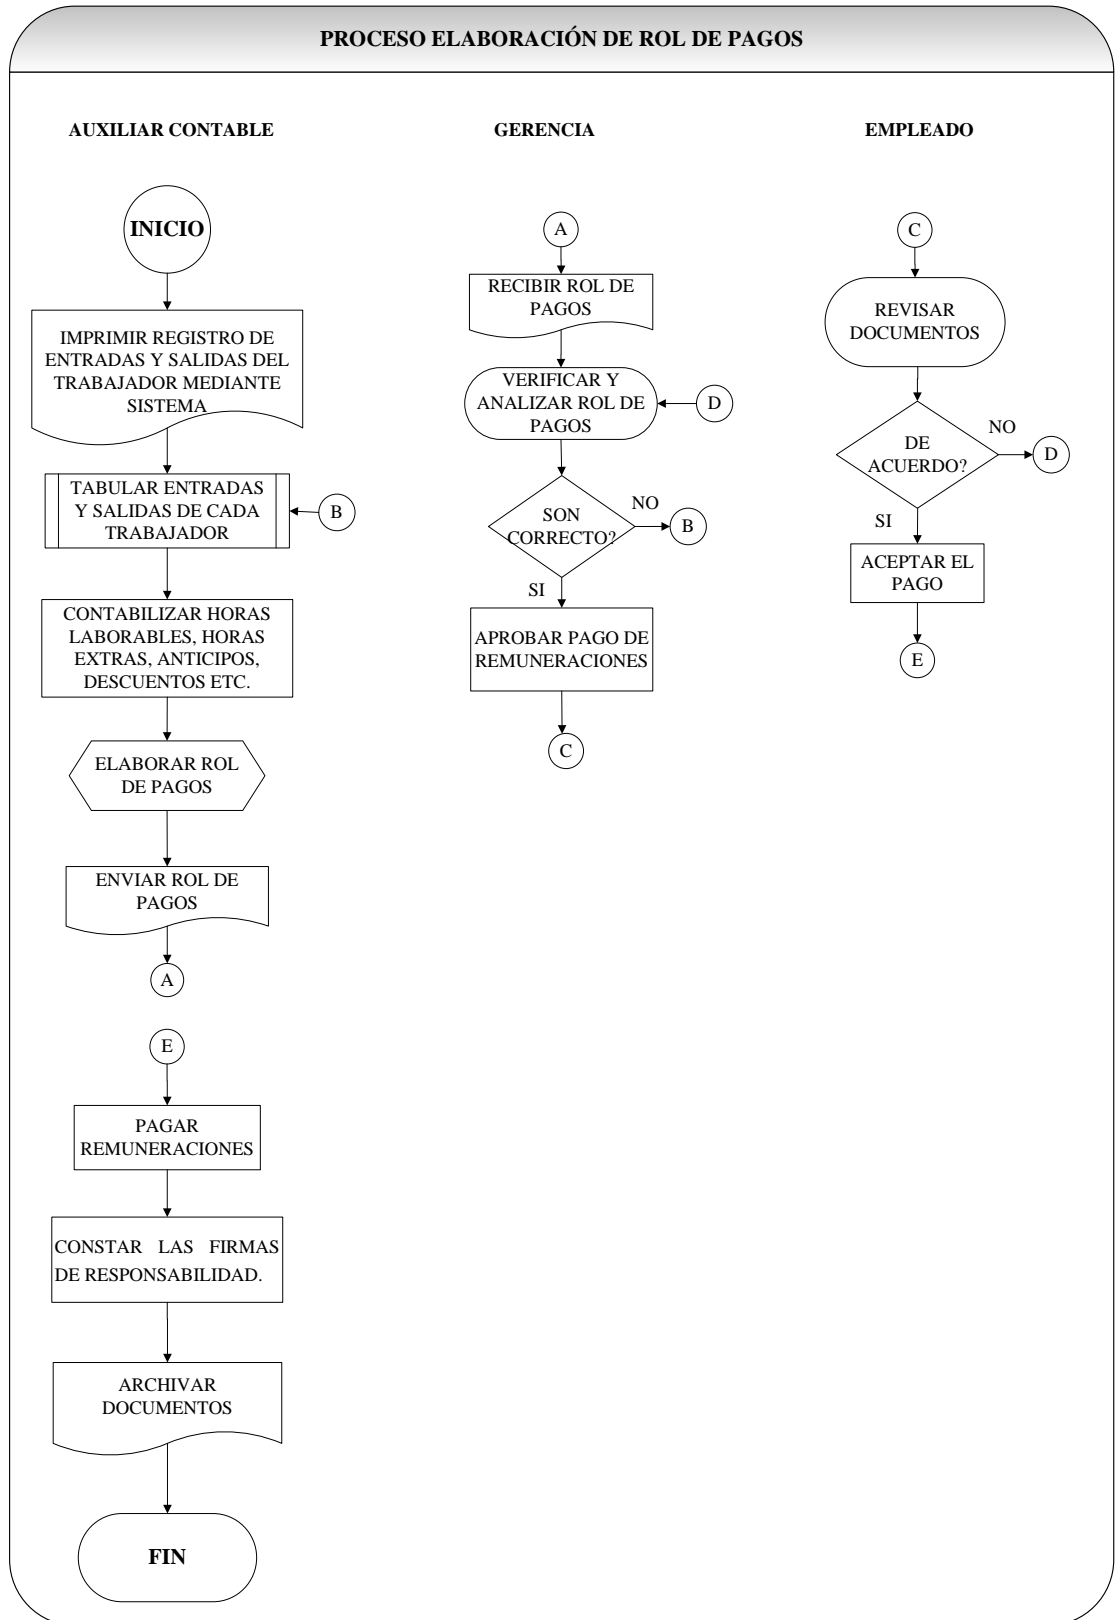 PROCESO ELABORACIÓN DE ROL DE PAGOS
AUXILIAR CONTABLE
INICIO
IMPRIMIR REGISTRO DE
ENTRADAS Y SALIDAS DEL
TRABAJADOR MEDIANTE
SISTEMA
TABULAR ENTRADAS
Y SALIDAS DE CADA
TRABAJADOR
B
CONTABILIZAR HORAS
LABORABLES, HORAS
EXTRAS, ANTICIPOS,
DESCUENTOS ETC.
ELABORAR ROL
DE PAGOS
ENVIAR ROL DE
PAGOS
A
E
PAGAR
REMUNERACIONES
CONSTAR LAS FIRMAS
DE RESPONSABILIDAD.
ARCHIVAR
DOCUMENTOS
FIN
GERENCIA
A
RECIBIR ROL DE
PAGOS
VERIFICAR Y
ANALIZAR ROL DE
PAGOS
D
SON
CORRECTO?
NO
B
SI
APROBAR PAGO DE
REMUNERACIONES
C
EMPLEADO
C
REVISAR
DOCUMENTOS
DE
ACUERDO?
NO
D
SI
ACEPTAR EL
PAGO
E